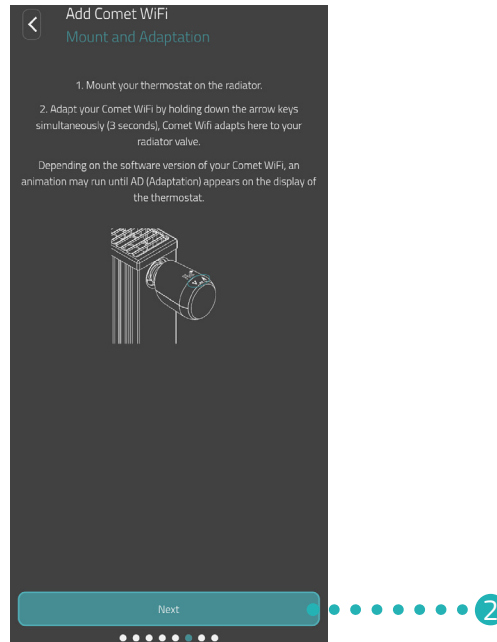 Add Comet WiFi
Mount and Adaptation
1. Mount your thermostat on the radiator.
2. Adapt your Comet WiFi by holding down the arrow keys
simultaneously (3 seconds), Comet Wifi adapts here to your
radiator valve.
Depending on the software version of your Comet WiFi, an
animation may run until AD (Adaptation) appears on the display of
the thermostat.
Next
2